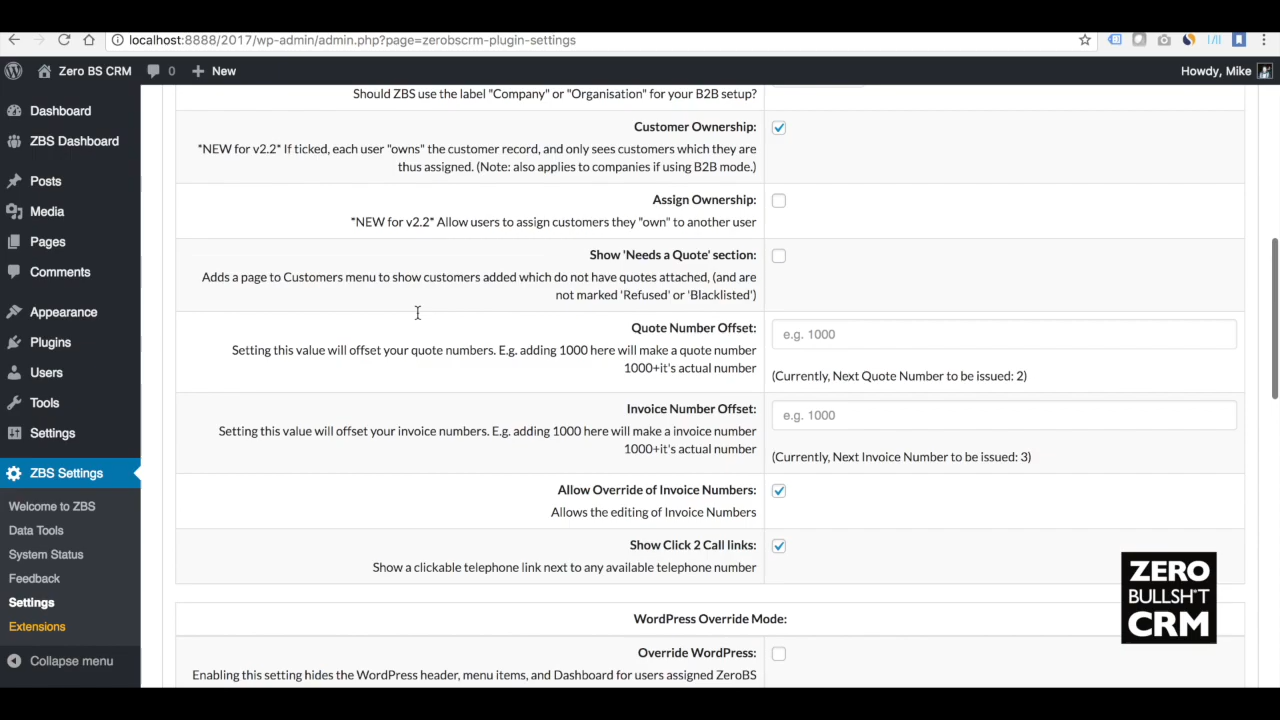 localhost:8888/2017/wp-admin/admin.php?page=zerobscrm-plugin-settings
Zero BS CRM
0
New
Howdy, Mike
Dashboard
ZBS Dashboard
Posts
Media
Pages
Comments
Appearance
Plugins
Users
Tools
Settings
ZBS Settings
Welcome to ZBS
Data Tools
System Status
Feedback
Settings
Extensions
Collapse menu
Should ZBS use the label "Company" or "Organisation" for your B2B setup?
Customer Ownership:
*NEW for v2.2* If ticked, each user "owns" the customer record, and only sees customers which they are
thus assigned. (Note: also applies to companies if using B2B mode.)
Assign Ownership:
*NEW for v2.2* Allow users to assign customers they "own" to another user
Show 'Needs a Quote' section:
Adds a page to Customers menu to show customers added which do not have quotes attached, (and are
not marked 'Refused' or 'Blacklisted')
Quote Number Offset:
Setting this value will offset your quote numbers. E.g. adding 1000 here will make a quote number
1000+it's actual number
e.g. 1000
(Currently, Next Quote Number to be issued: 2)
Invoice Number Offset:
Setting this value will offset your invoice numbers. E.g. adding 1000 here will make a invoice number
1000+it's actual number
e.g. 1000
(Currently, Next Invoice Number to be issued: 3)
Allow Override of Invoice Numbers:
Allows the editing of Invoice Numbers
Show Click 2 Call links:
Show a clickable telephone link next to any available telephone number
WordPress Override Mode:
Override WordPress:
Enabling this setting hides the WordPress header, menu items, and Dashboard for users assigned ZeroBS
ZERO
BULLSH*T
CRM